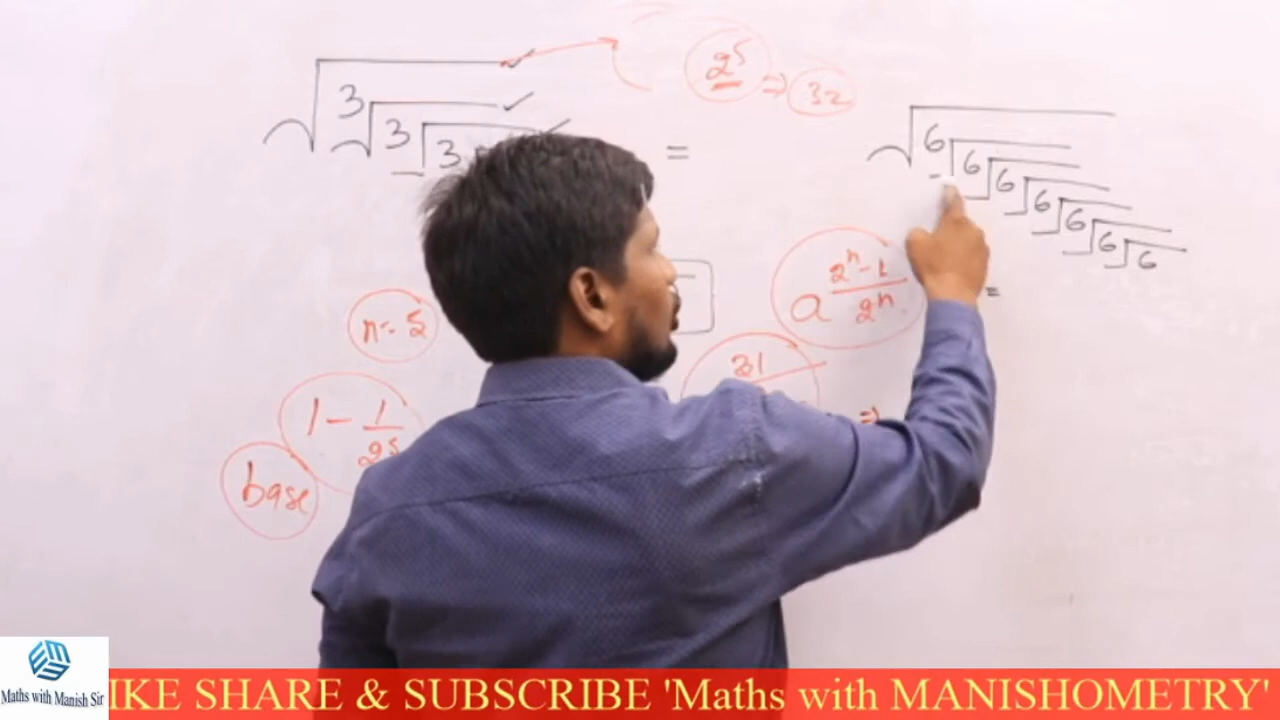 √3√3√3
=
2⁵ ⇒ 32
√6√6√6√6√6√6√6
n = 5
a^(2ⁿ-1)/2ⁿ
=
1 - 1/2⁵
31
⇒
base
Maths with Manish Sir
IKE SHARE & SUBSCRIBE 'Maths with MANISHOMETRY'